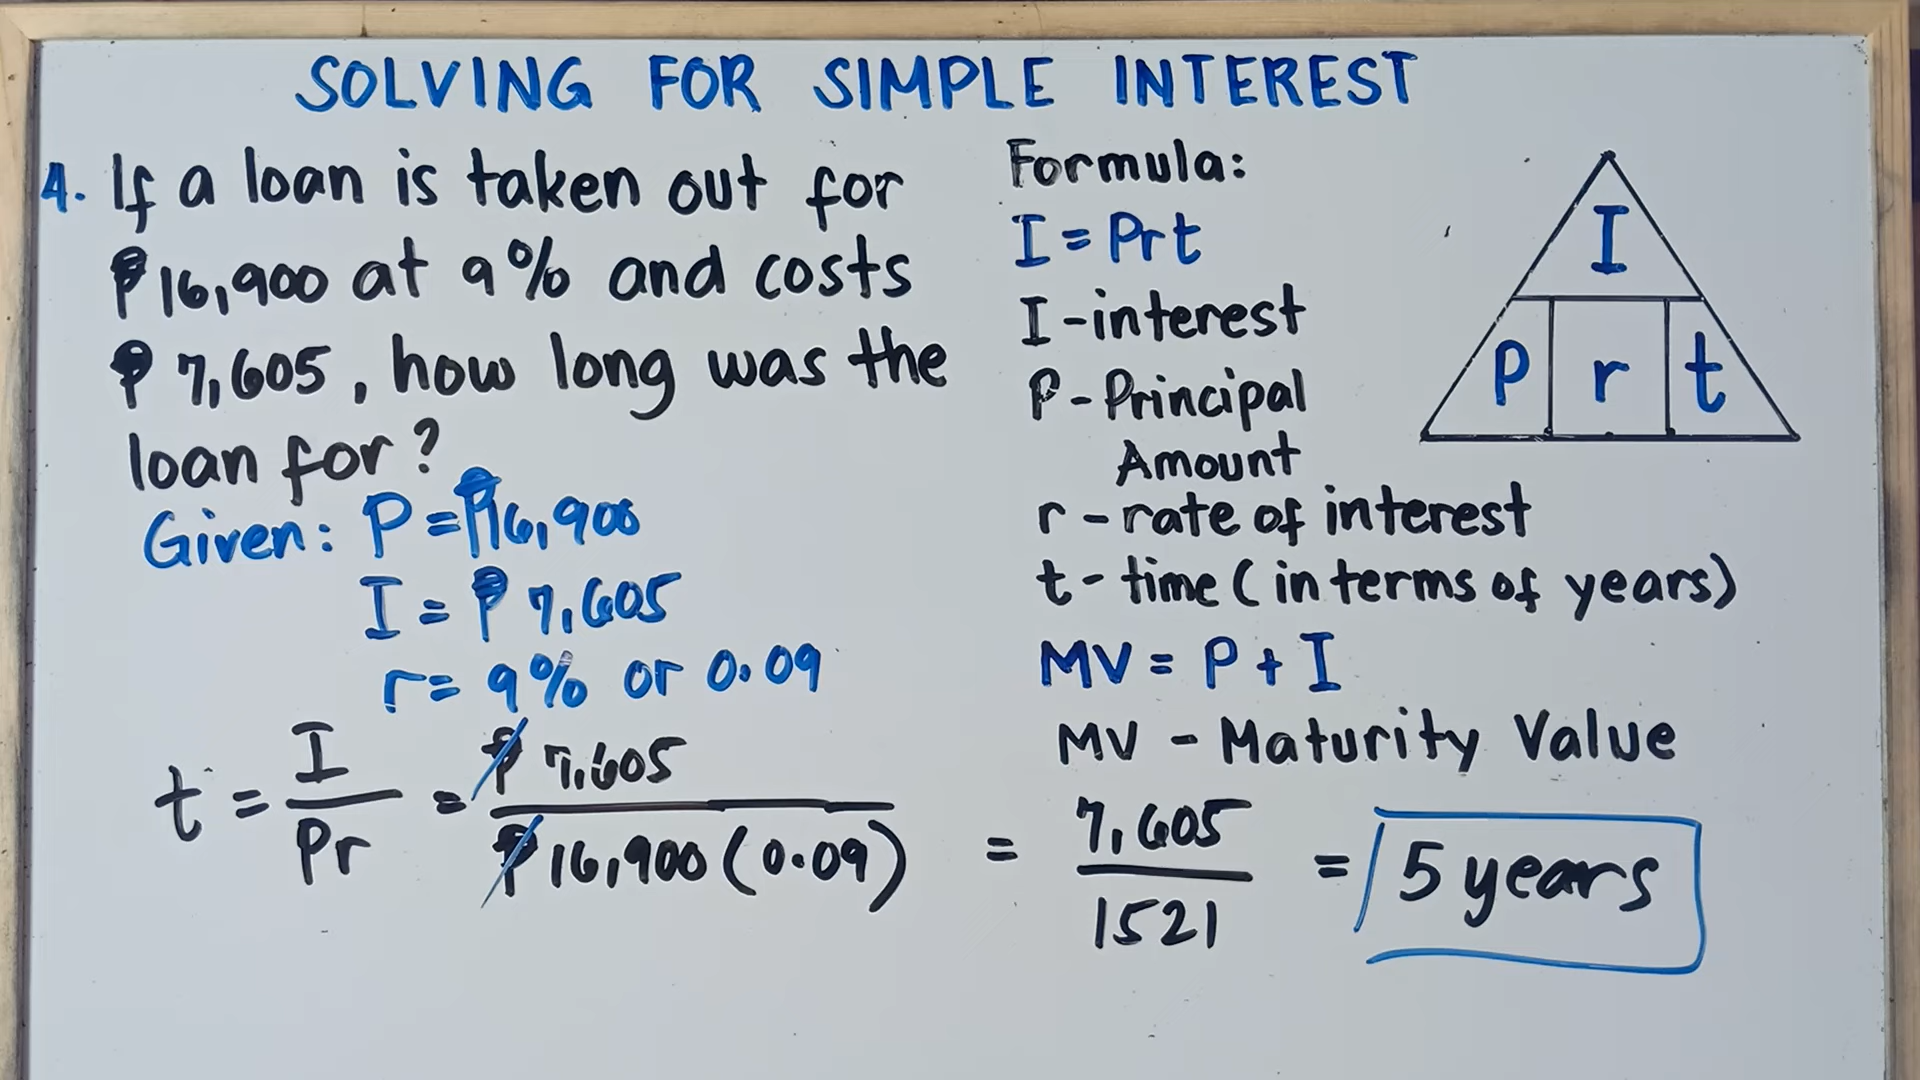 SOLVING FOR SIMPLE INTEREST
4. If a loan is taken out for
₱16,900 at 9% and costs
₱7,605, how long was the
loan for?
Given: P = ₱16,900
I = ₱7,605
r = 9% or 0.09
t = I/Pr = ₱7,605/₱16,900(0.09) = 7,605/1521 = 5 years
Formula:
I = Prt
I - interest
P - Principal
Amount
r - rate of interest
t - time (in terms of years)
MV = P + I
MV - Maturity Value
I
P r t